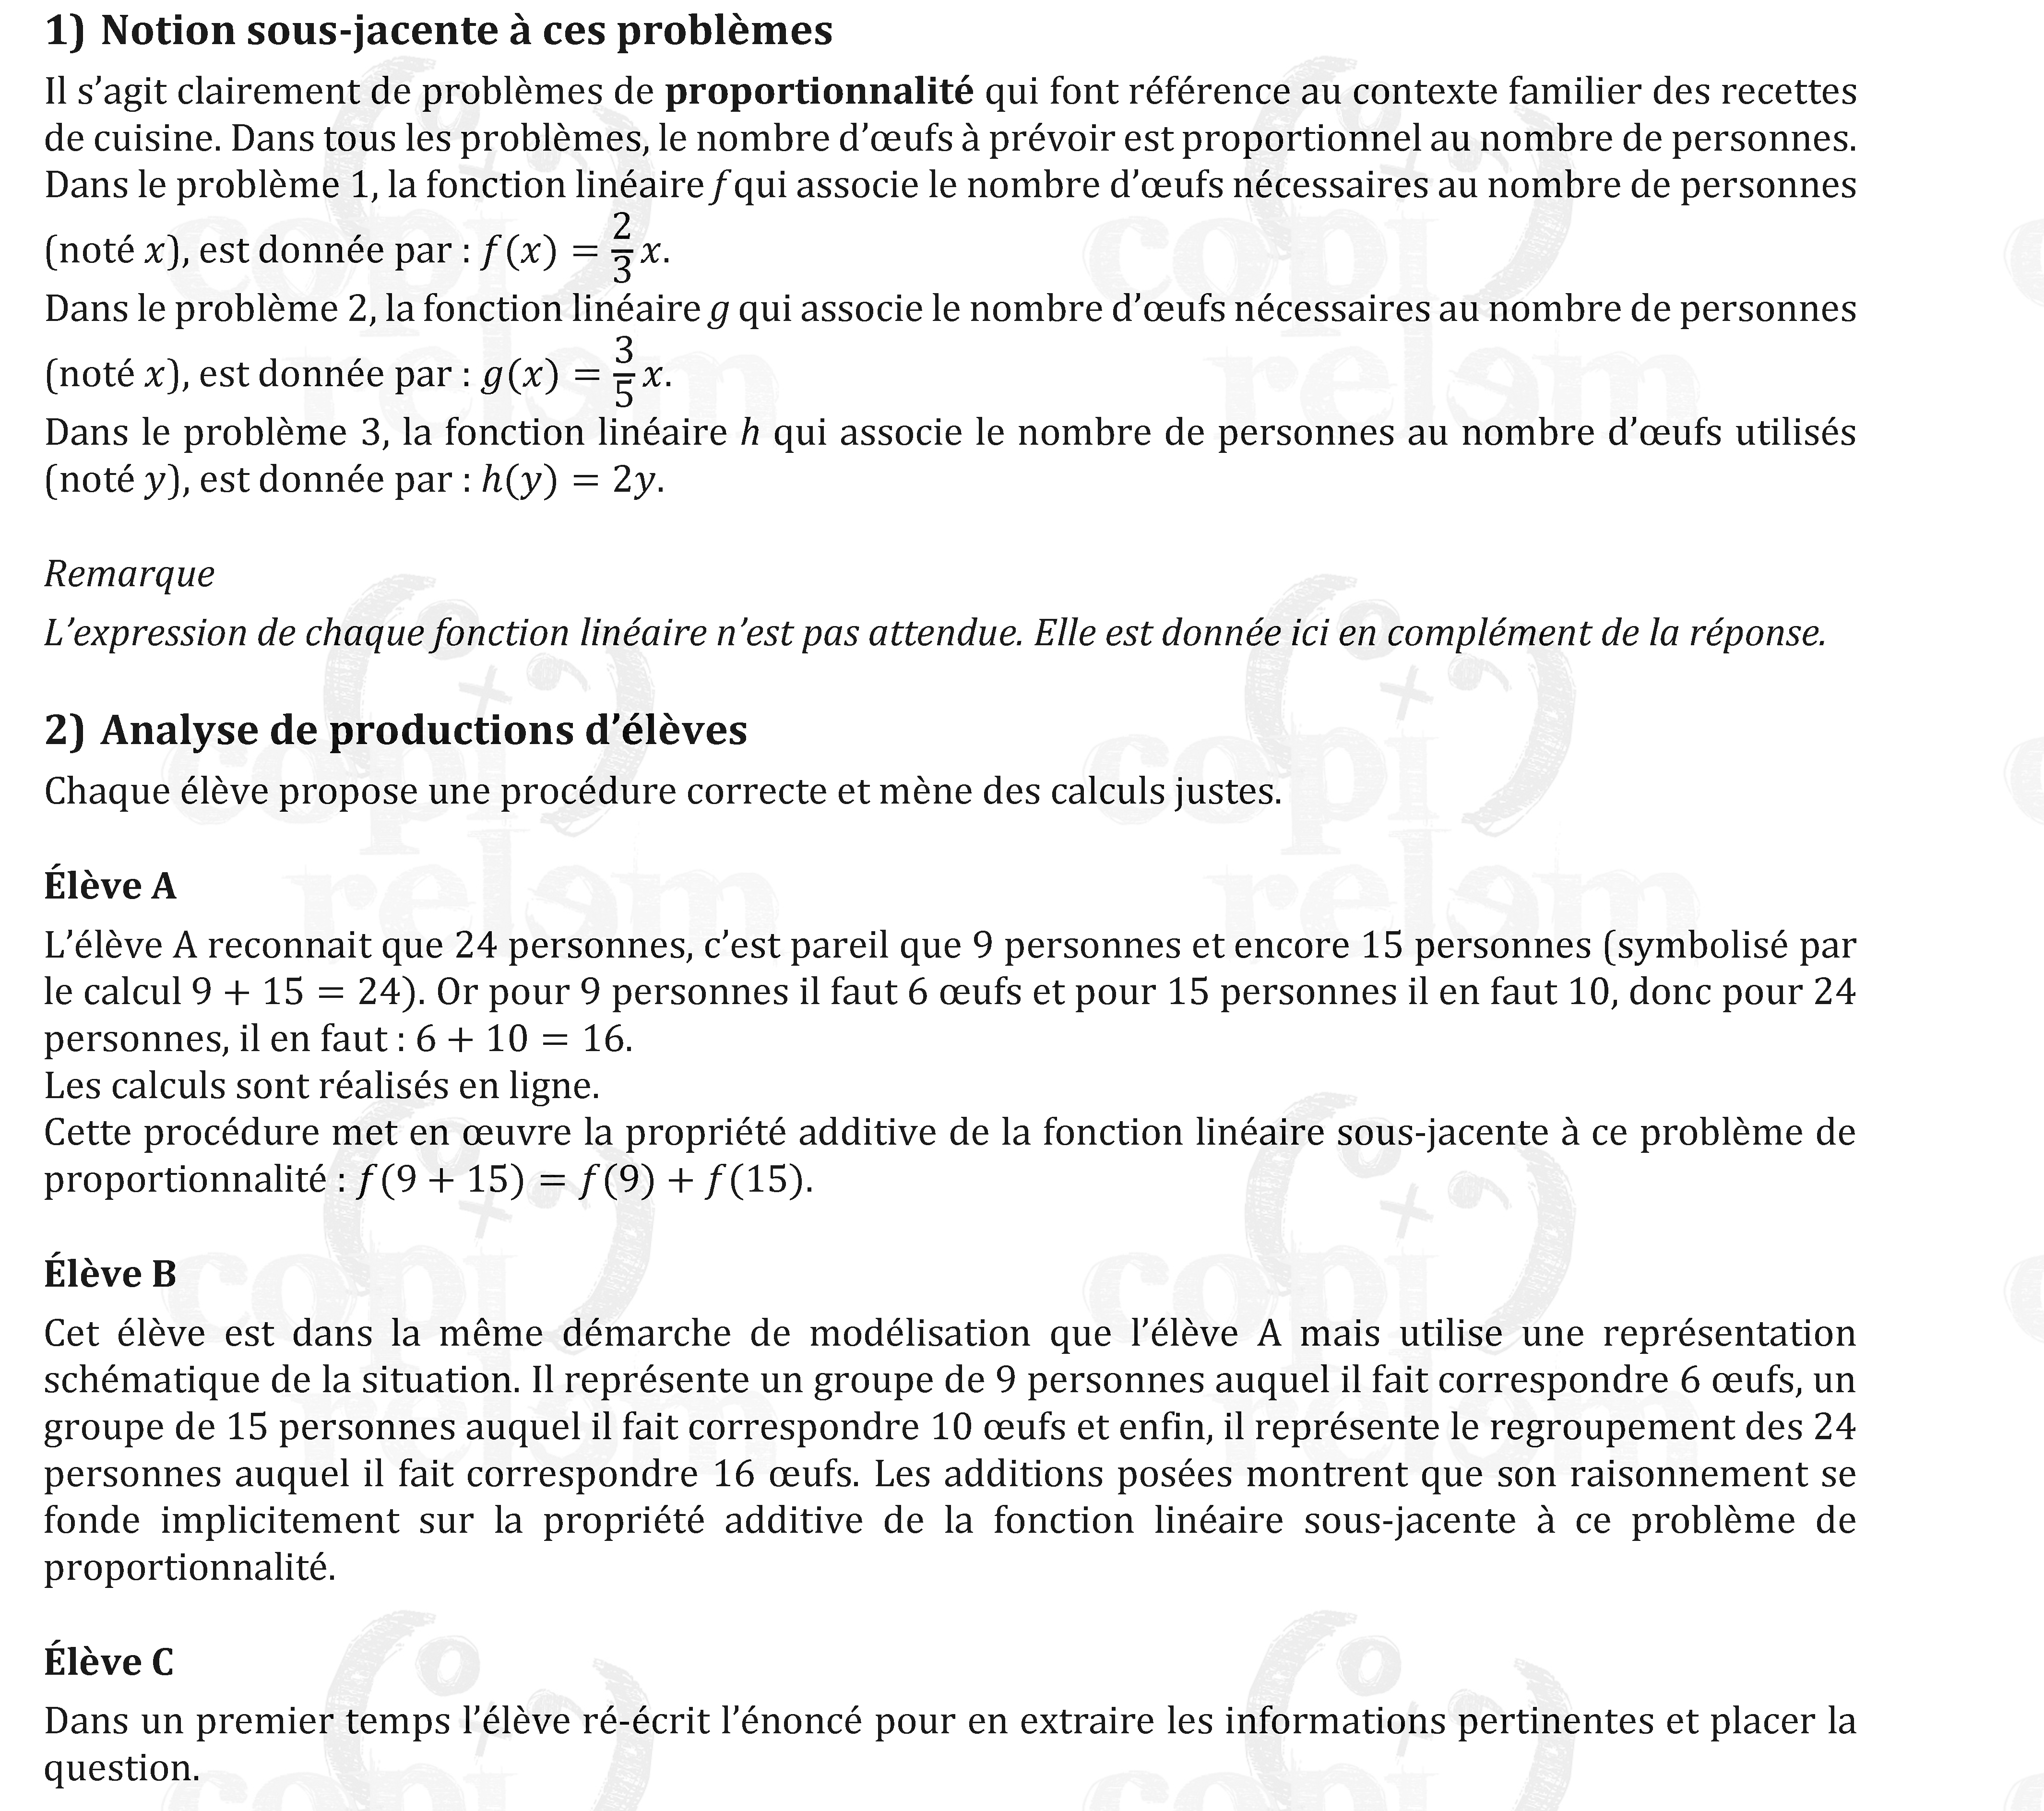 1) Notion sous-jacente à ces problèmes
Il s’agit clairement de problèmes de proportionnalité qui font référence au contexte familier des recettes
de cuisine. Dans tous les problèmes, le nombre d’œufs à prévoir est proportionnel au nombre de personnes.
Dans le problème 1, la fonction linéaire f qui associe le nombre d’œufs nécessaires au nombre de personnes
(noté x), est donnée par : f(x) = 2/3 x.
Dans le problème 2, la fonction linéaire g qui associe le nombre d’œufs nécessaires au nombre de personnes
(noté x), est donnée par : g(x) = 3/5 x.
Dans le problème 3, la fonction linéaire h qui associe le nombre de personnes au nombre d’œufs utilisés
(noté y), est donnée par : h(y) = 2y.
Remarque
L’expression de chaque fonction linéaire n’est pas attendue. Elle est donnée ici en complément de la réponse.
2) Analyse de productions d’élèves
Chaque élève propose une procédure correcte et mène des calculs justes.
Élève A
L’élève A reconnait que 24 personnes, c’est pareil que 9 personnes et encore 15 personnes (symbolisé par
le calcul 9 + 15 = 24). Or pour 9 personnes il faut 6 œufs et pour 15 personnes il en faut 10, donc pour 24
personnes, il en faut : 6 + 10 = 16.
Les calculs sont réalisés en ligne.
Cette procédure met en œuvre la propriété additive de la fonction linéaire sous-jacente à ce problème de
proportionnalité : f(9 + 15) = f(9) + f(15).
Élève B
Cet élève est dans la même démarche de modélisation que l’élève A mais utilise une représentation
schématique de la situation. Il représente un groupe de 9 personnes auquel il fait correspondre 6 œufs, un
groupe de 15 personnes auquel il fait correspondre 10 œufs et enfin, il représente le regroupement des 24
personnes auquel il fait correspondre 16 œufs. Les additions posées montrent que son raisonnement se
fonde implicitement sur la propriété additive de la fonction linéaire sous-jacente à ce problème de
proportionnalité.
Élève C
Dans un premier temps l’élève ré-écrit l’énoncé pour en extraire les informations pertinentes et placer la
question.